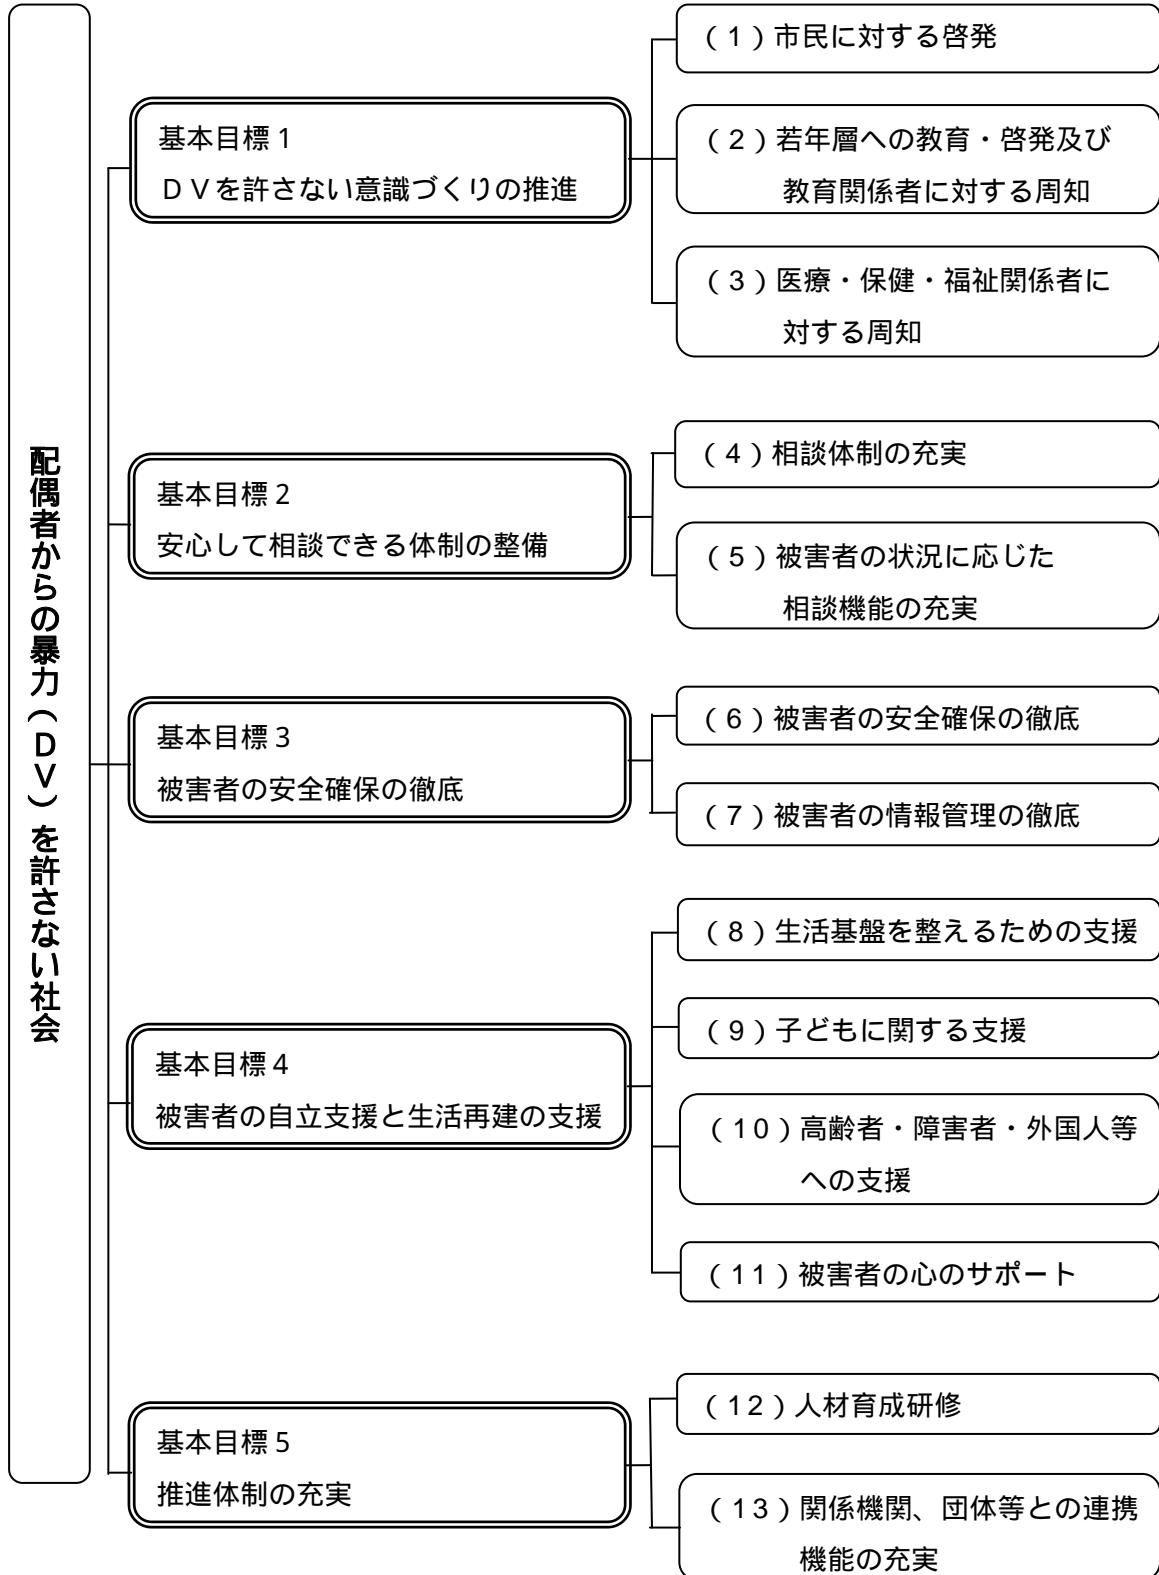 配偶者からの暴力(DV)を許さない社会
基本目標1
DVを許さない意識づくりの推進
(1)市民に対する啓発
(2)若年層への教育・啓発及び
教育関係者に対する周知
(3)医療・保健・福祉関係者に
対する周知
基本目標2
安心して相談できる体制の整備
(4)相談体制の充実
(5)被害者の状況に応じた
相談機能の充実
基本目標3
被害者の安全確保の徹底
(6)被害者の安全確保の徹底
(7)被害者の情報管理の徹底
基本目標4
被害者の自立支援と生活再建の支援
(8)生活基盤を整えるための支援
(9)子どもに関する支援
(10)高齢者・障害者・外国人等
への支援
(11)被害者の心のサポート
基本目標5
推進体制の充実
(12)人材育成研修
(13)関係機関、団体等との連携
機能の充実